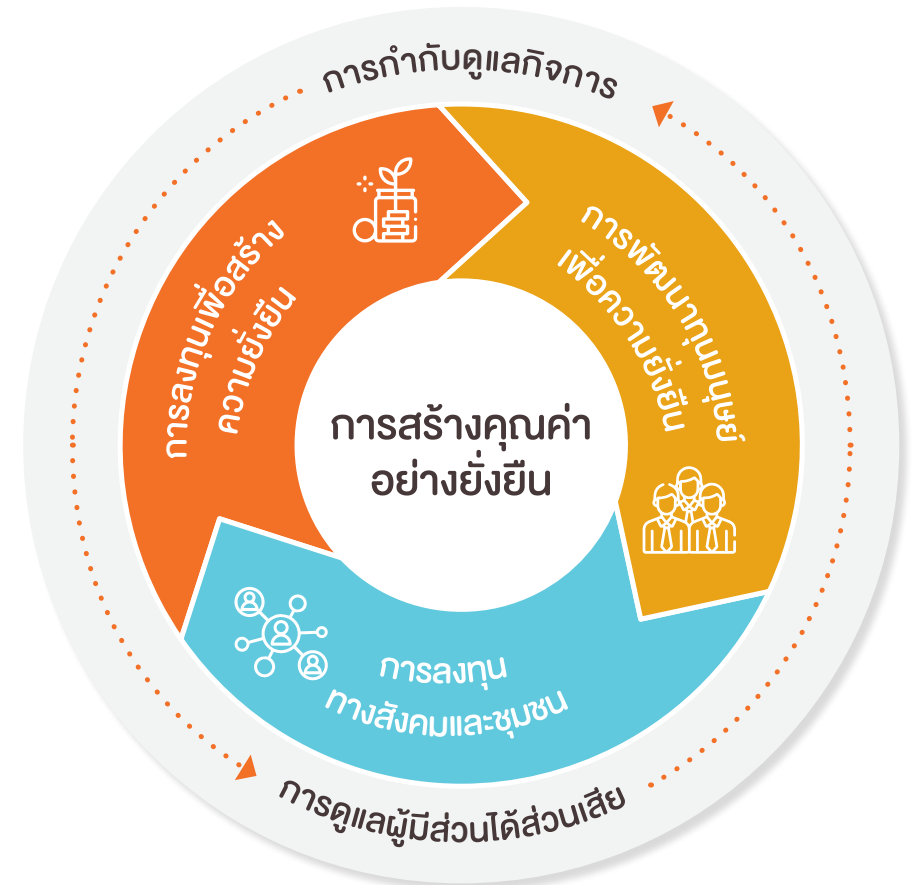 การกำกับดูแลกิจการ
การลงทุนเพื่อสร้าง
ความยั่งยืน
การพัฒนาทุนมนุษย์
เพื่อความยั่งยืน
การสร้างคุณค่า
อย่างยั่งยืน
การลงทุน
ทางสังคมและชุมชน
การดูแลผู้มีส่วนได้ส่วนเสีย